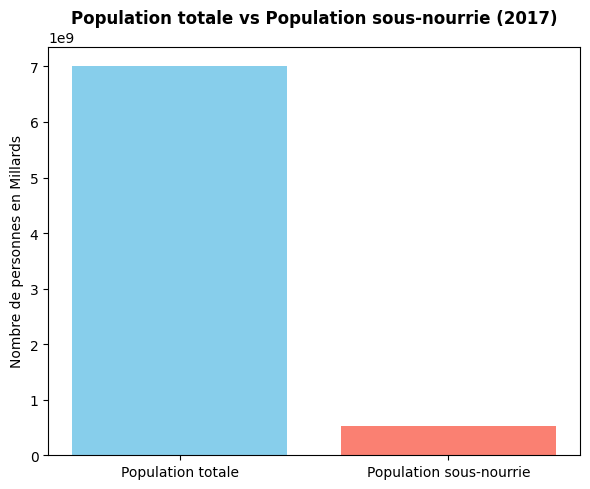 Population totale vs Population sous-nourrie (2017)
1e9
7
6
5
4
3
2
1
0
Nombre de personnes en Millards
Population totale
Population sous-nourrie